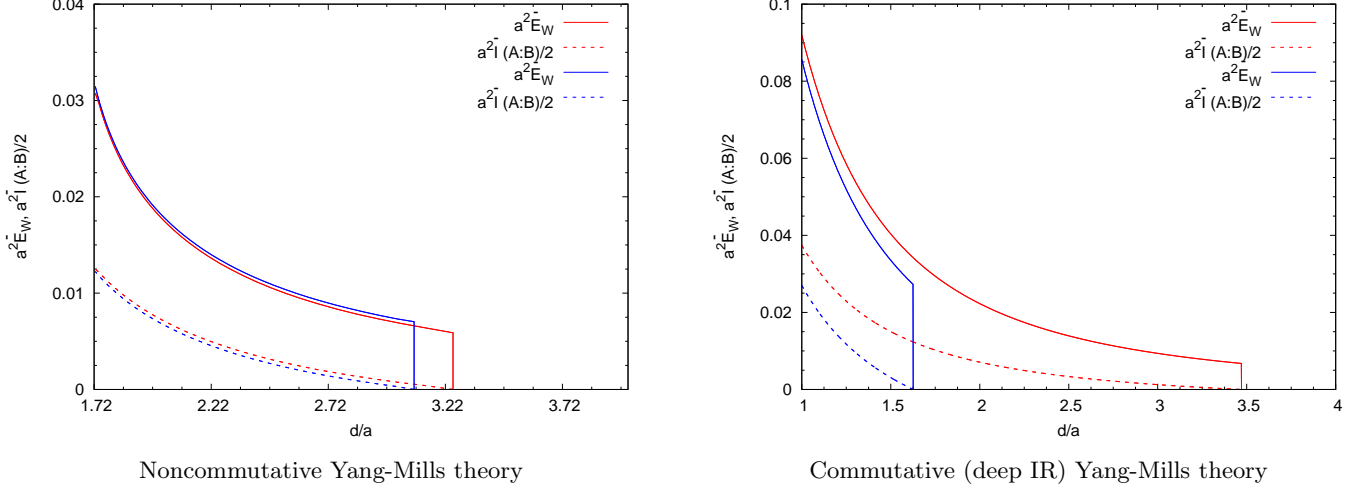 0.04
0.03
0.02
0.01
0
1.72 2.22 2.72 3.22 3.72
d/a
a²Ē_W, a²Ī (A:B)/2
a²Ē_W
a²Ī (A:B)/2
a²Ē_W
a²Ī (A:B)/2
Noncommutative Yang-Mills theory
0.1
0.08
0.06
0.04
0.02
0
1 1.5 2 2.5 3 3.5 4
d/a
a²Ē_W, a²Ī (A:B)/2
a²Ē_W
a²Ī (A:B)/2
a²Ē_W
a²Ī (A:B)/2
Commutative (deep IR) Yang-Mills theory